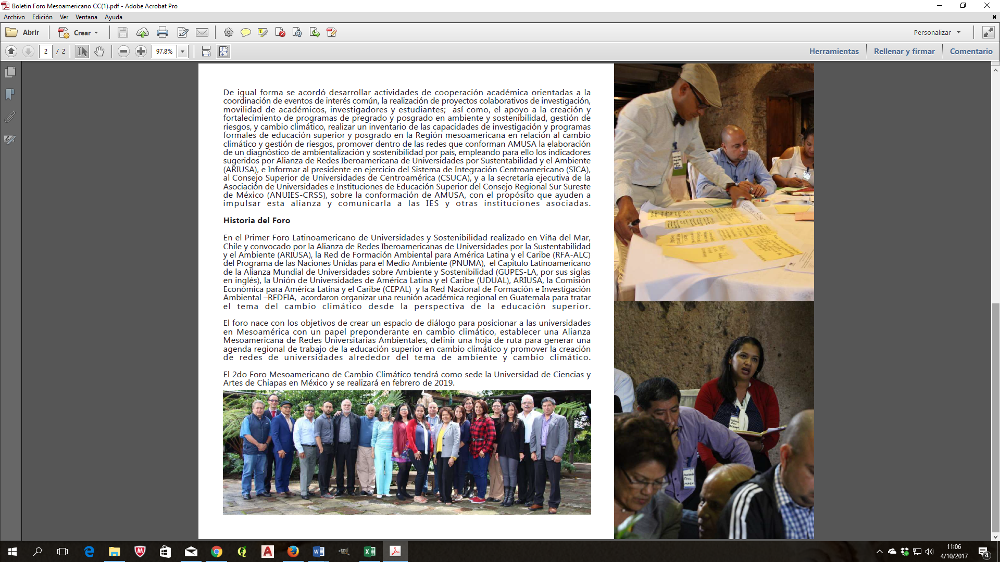 Boletin Foro Mesoamericano CC(1).pdf - Adobe Acrobat Pro
Archivo Edición Ver Ventana Ayuda
Abrir Crear Personalizar
2 / 2 97.8% Herramientas Rellenar y firmar Comentario
De igual forma se acordó desarrollar actividades de cooperación académica orientadas a la
coordinación de eventos de interés común, la realización de proyectos colaborativos de investigación,
movilidad de académicos, investigadores y estudiantes; así como, el apoyo a la creación y
fortalecimiento de programas de pregrado y posgrado en ambiente y sostenibilidad, gestión de
riesgos, y cambio climático, realizar un inventario de las capacidades de investigación y programas
formales de educación superior y posgrado en la Región mesoamericana en relación al cambio
climático y gestión de riesgos, promover dentro de las redes que conforman AMUSA la elaboración
de un diagnóstico de ambientalización y sostenibilidad por país, empleando para ello los indicadores
sugeridos por Alianza de Redes Iberoamericana de Universidades por Sustentabilidad y el Ambiente
(ARIUSA), e Informar al presidente en ejercicio del Sistema de Integración Centroamericano (SICA),
al Consejo Superior de Universidades de Centroamérica (CSUCA), y a la secretaría ejecutiva de la
Asociación de Universidades e Instituciones de Educación Superior del Consejo Regional Sur Sureste
de México (ANUIES-CRSS), sobre la conformación de AMUSA, con el propósito que ayuden a
impulsar esta alianza y comunicarla a las IES y otras instituciones asociadas.
Historia del Foro
En el Primer Foro Latinoamericano de Universidades y Sostenibilidad realizado en Viña del Mar,
Chile y convocado por la Alianza de Redes Iberoamericanas de Universidades por la Sustentabilidad
y el Ambiente (ARIUSA), la Red de Formación Ambiental para América Latina y el Caribe (RFA-ALC)
del Programa de las Naciones Unidas para el Medio Ambiente (PNUMA), el Capítulo Latinoamericano
de la Alianza Mundial de Universidades sobre Ambiente y Sostenibilidad (GUPES-LA, por sus siglas
en inglés), la Unión de Universidades de América Latina y el Caribe (UDUAL), ARIUSA, la Comisión
Económica para América Latina y el Caribe (CEPAL) y la Red Nacional de Formación e Investigación
Ambiental –REDFIA, acordaron organizar una reunión académica regional en Guatemala para tratar
el tema del cambio climático desde la perspectiva de la educación superior.
El foro nace con los objetivos de crear un espacio de diálogo para posicionar a las universidades
en Mesoamérica con un papel preponderante en cambio climático, establecer una Alianza
Mesoamericana de Redes Universitarias Ambientales, definir una hoja de ruta para generar una
agenda regional de trabajo de la educación superior en cambio climático y promover la creación
de redes de universidades alrededor del tema de ambiente y cambio climático.
El 2do Foro Mesoamericano de Cambio Climático tendrá como sede la Universidad de Ciencias y
Artes de Chiapas en México y se realizará en febrero de 2019.
11:06
4/10/2017
4